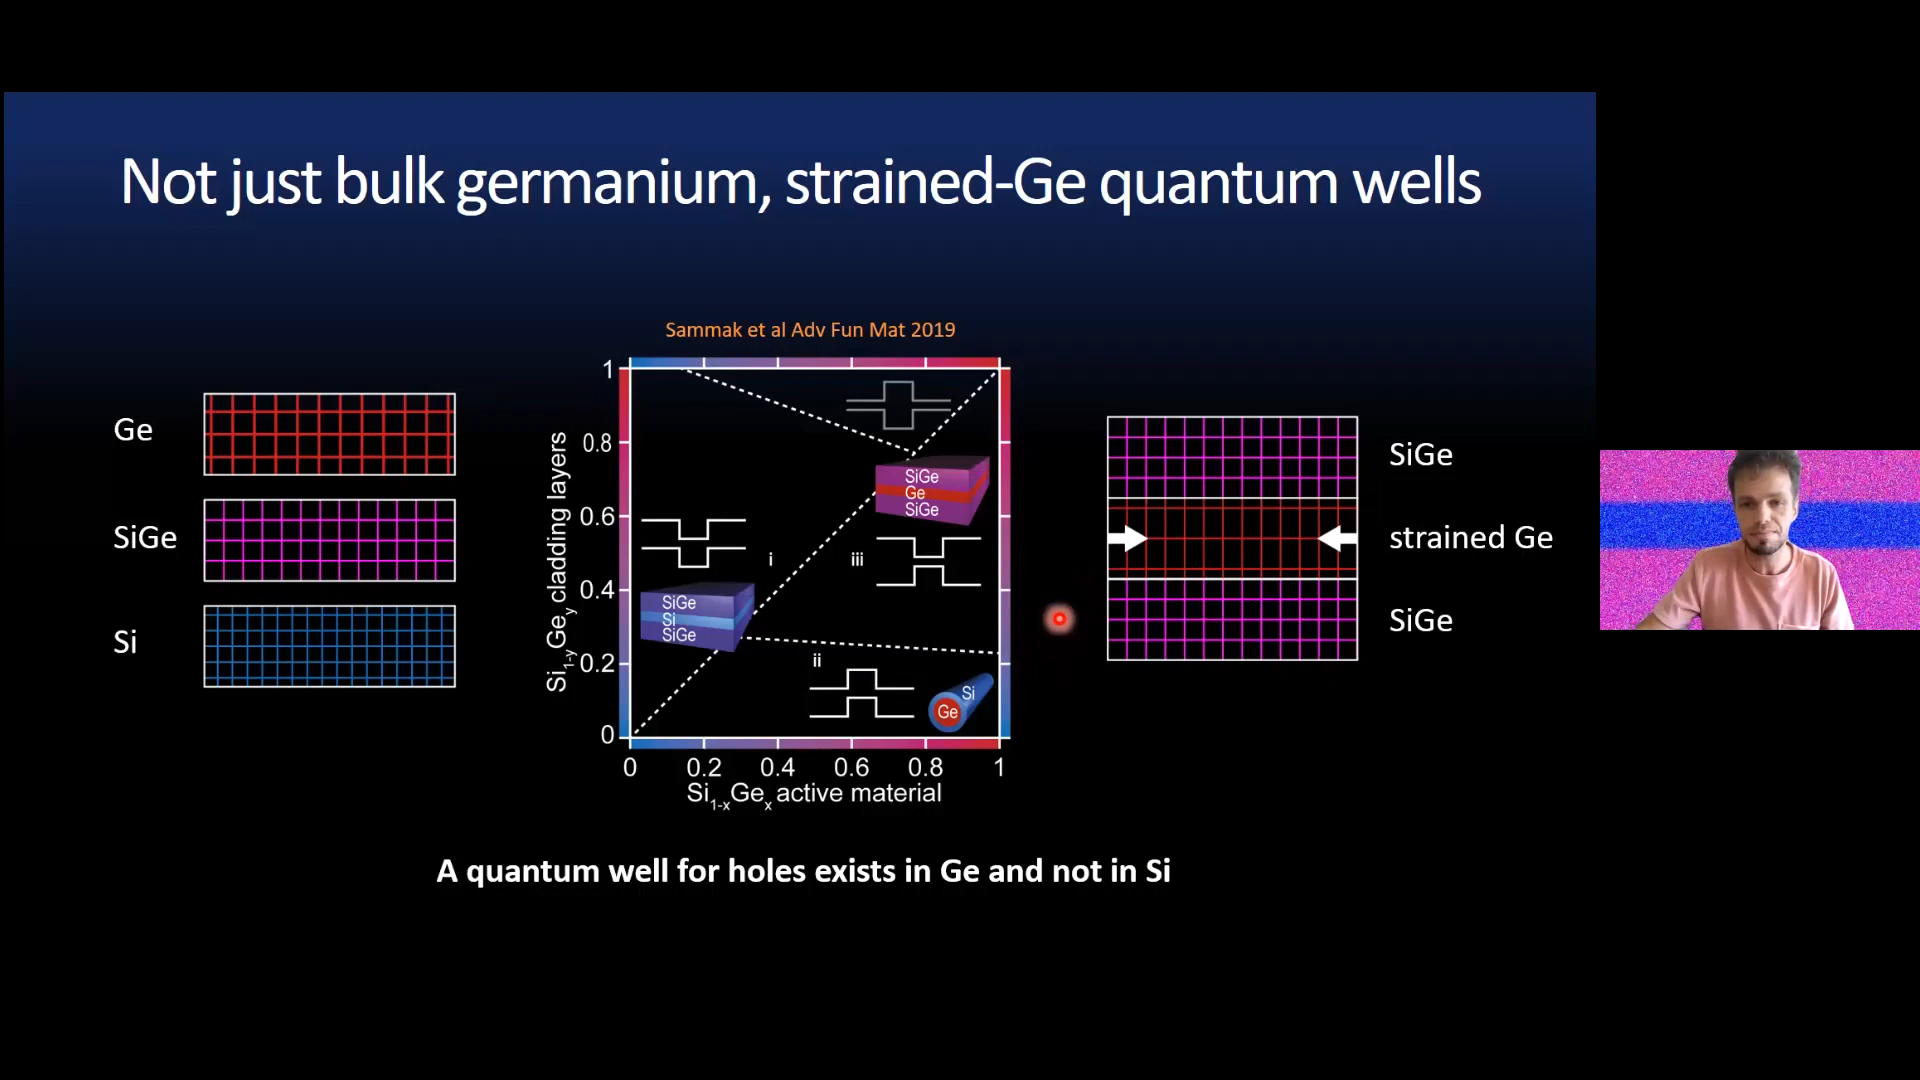 Not just bulk germanium, strained-Ge quantum wells
Sammak et al Adv Fun Mat 2019
Ge
SiGe
Si
Si1-yGey cladding layers
1
0.8
0.6
0.4
0.2
0
0
0.2
0.4
0.6
0.8
1
Si1-xGex active material
SiGe
Ge
SiGe
i
iii
SiGe
Si
SiGe
ii
Si
Ge
SiGe
strained Ge
SiGe
A quantum well for holes exists in Ge and not in Si